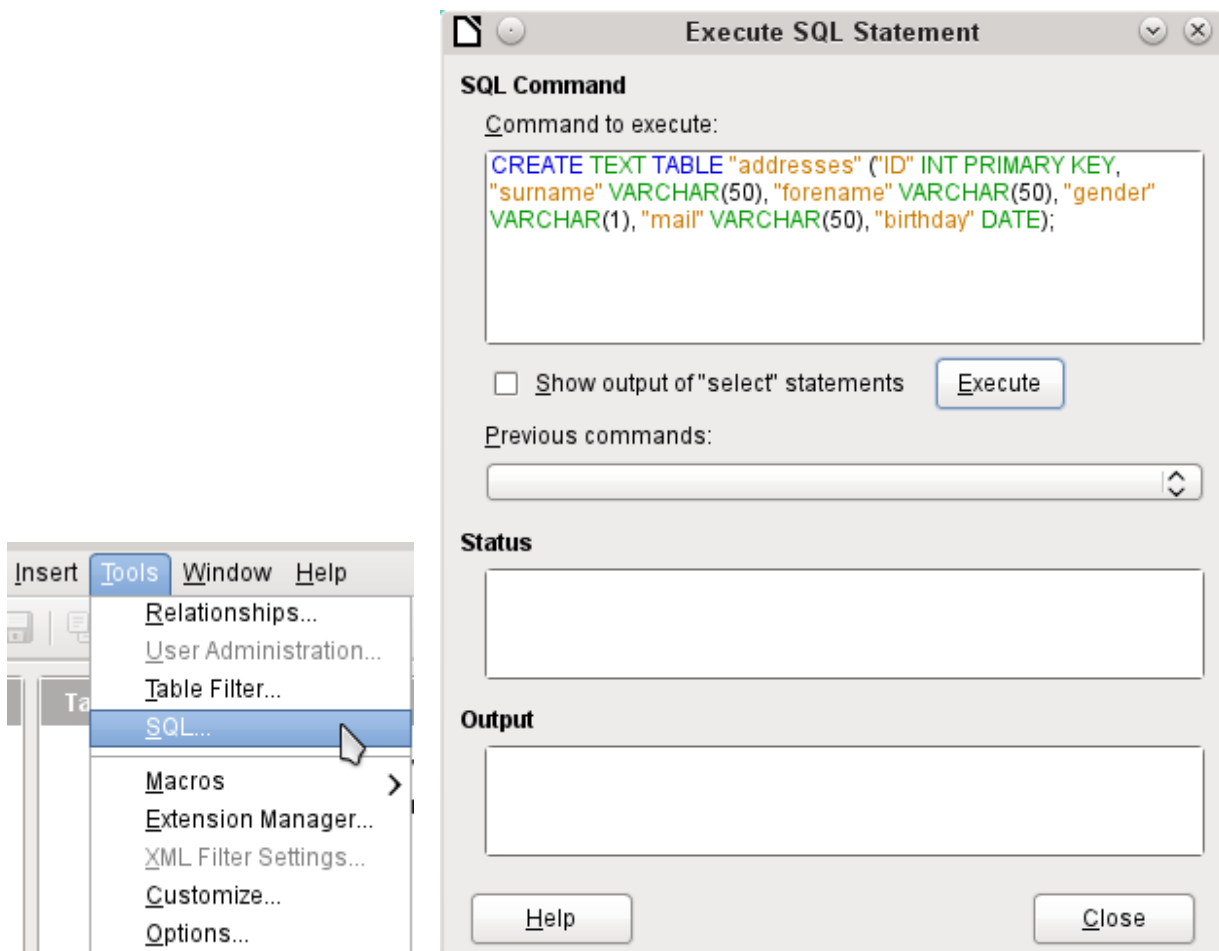 Insert Tools Window Help
Relationships...
User Administration...
Table Filter...
Ta
SQL...
Macros
Extension Manager...
XML Filter Settings...
Customize...
Options...
Execute SQL Statement
SQL Command
Command to execute:
CREATE TEXT TABLE "addresses" ("ID" INT PRIMARY KEY,
"surname" VARCHAR(50), "forename" VARCHAR(50), "gender"
VARCHAR(1), "mail" VARCHAR(50), "birthday" DATE);
Show output of "select" statements Execute
Previous commands:
Status
Output
Help Close